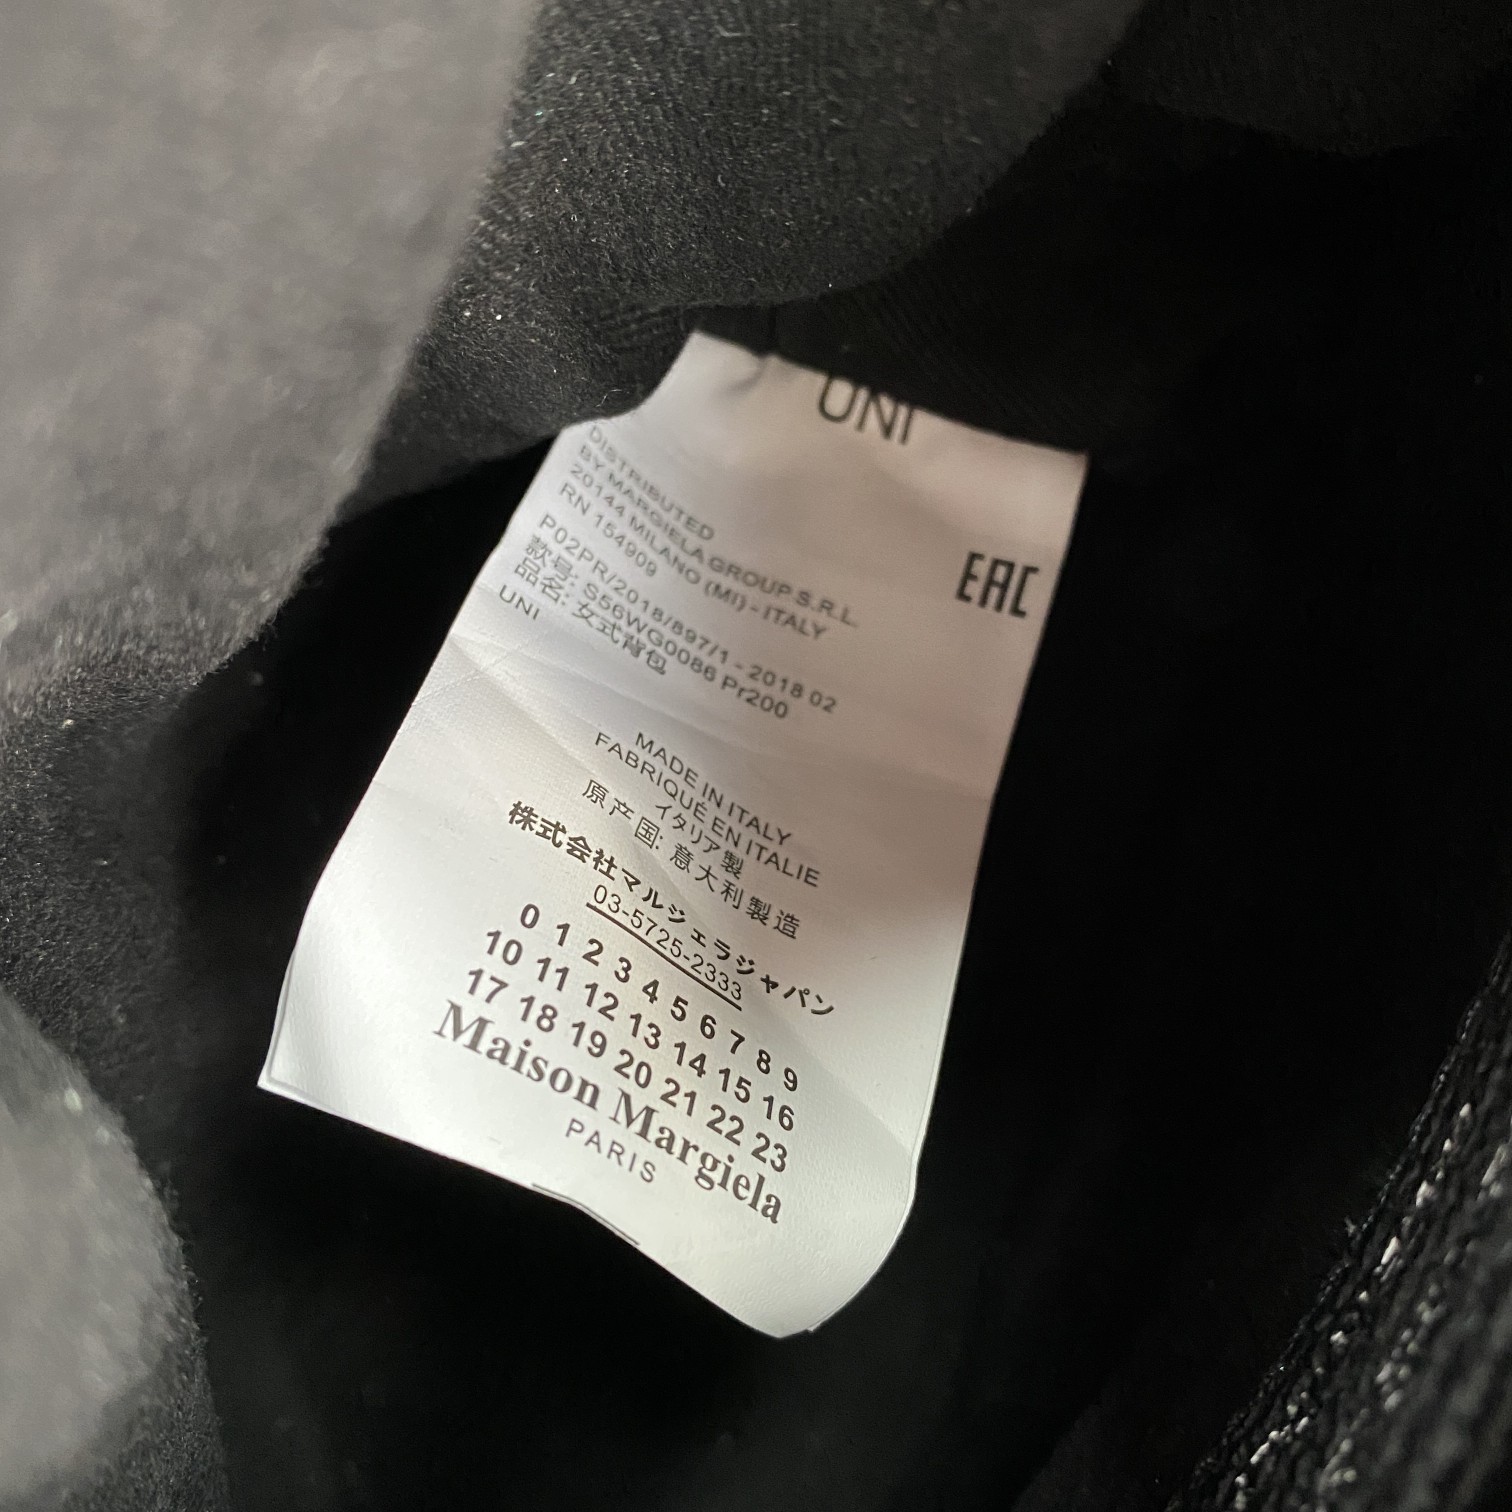 UNI
DISTRIBUTED
BY MARGIELA GROUP S.R.L.
20144 MILANO (MI) - ITALY
RN 154909
EAC
P02PR/2018/897/1 - 2018 02
款号: S56WG0086 Pr200
品名: 女式背包
UNI
MADE IN ITALY
FABRIQUÉ EN ITALIE
イタリア製
原产国: 意大利製造
株式会社マルジェラジャパン
03-5725-2333
0 1 2 3 4 5 6 7 8 9
10 11 12 13 14 15 16
17 18 19 20 21 22 23
Maison Margiela
PARIS